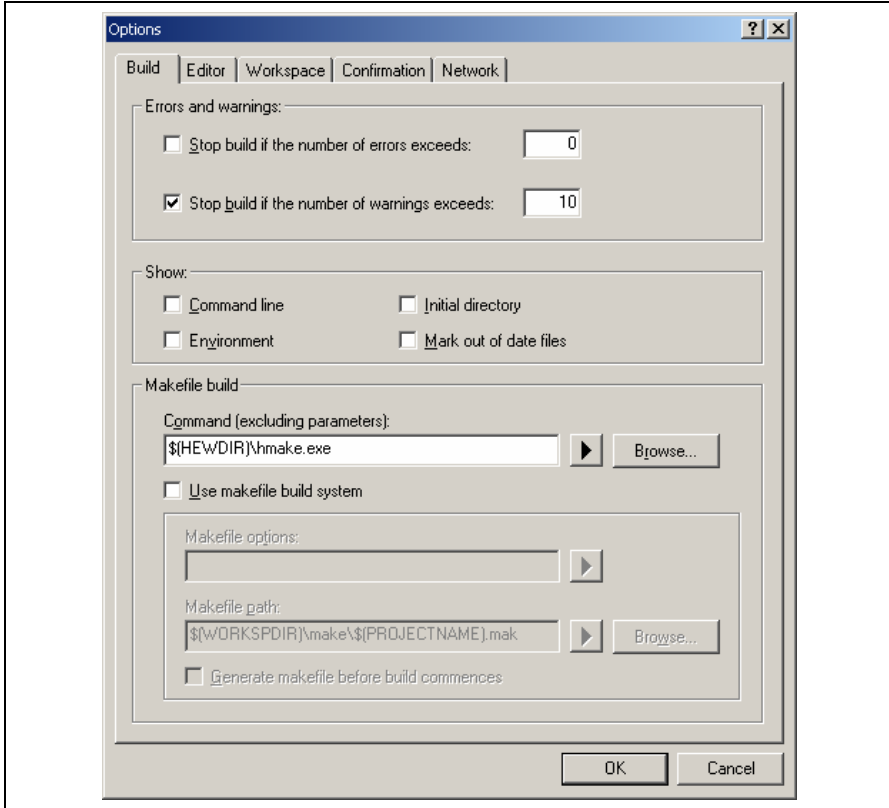 Options
Build Editor Workspace Confirmation Network
Errors and warnings:
Stop build if the number of errors exceeds: 0
Stop build if the number of warnings exceeds: 10
Show:
Command line Initial directory
Environment Mark out of date files
Makefile build
Command (excluding parameters):
$(HEWDIR)\hmake.exe Browse...
Use makefile build system
Makefile options:
Makefile path:
$(WORKSPDIR)\make\$(PROJECTNAME).mak Browse...
Generate makefile before build commences
OK Cancel